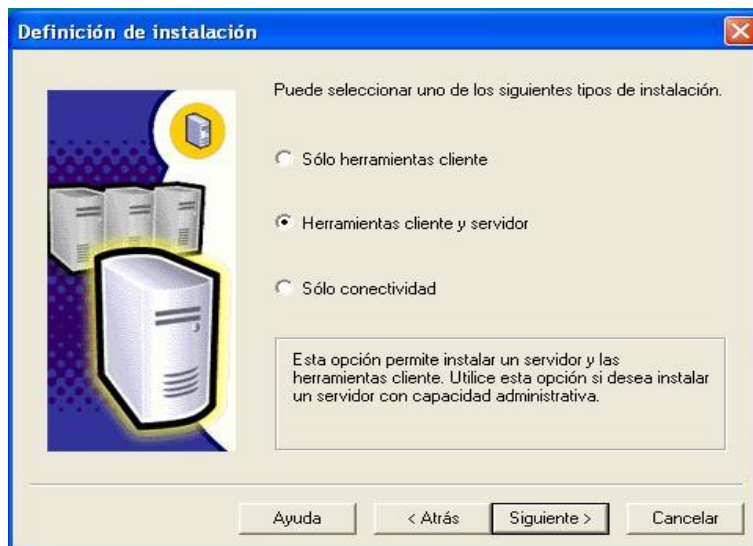 Definición de instalación
Puede seleccionar uno de los siguientes tipos de instalación.
Sólo herramientas cliente
Herramientas cliente y servidor
Sólo conectividad
Esta opción permite instalar un servidor y las
herramientas cliente. Utilice esta opción si desea instalar
un servidor con capacidad administrativa.
Ayuda
< Atrás
Siguiente >
Cancelar